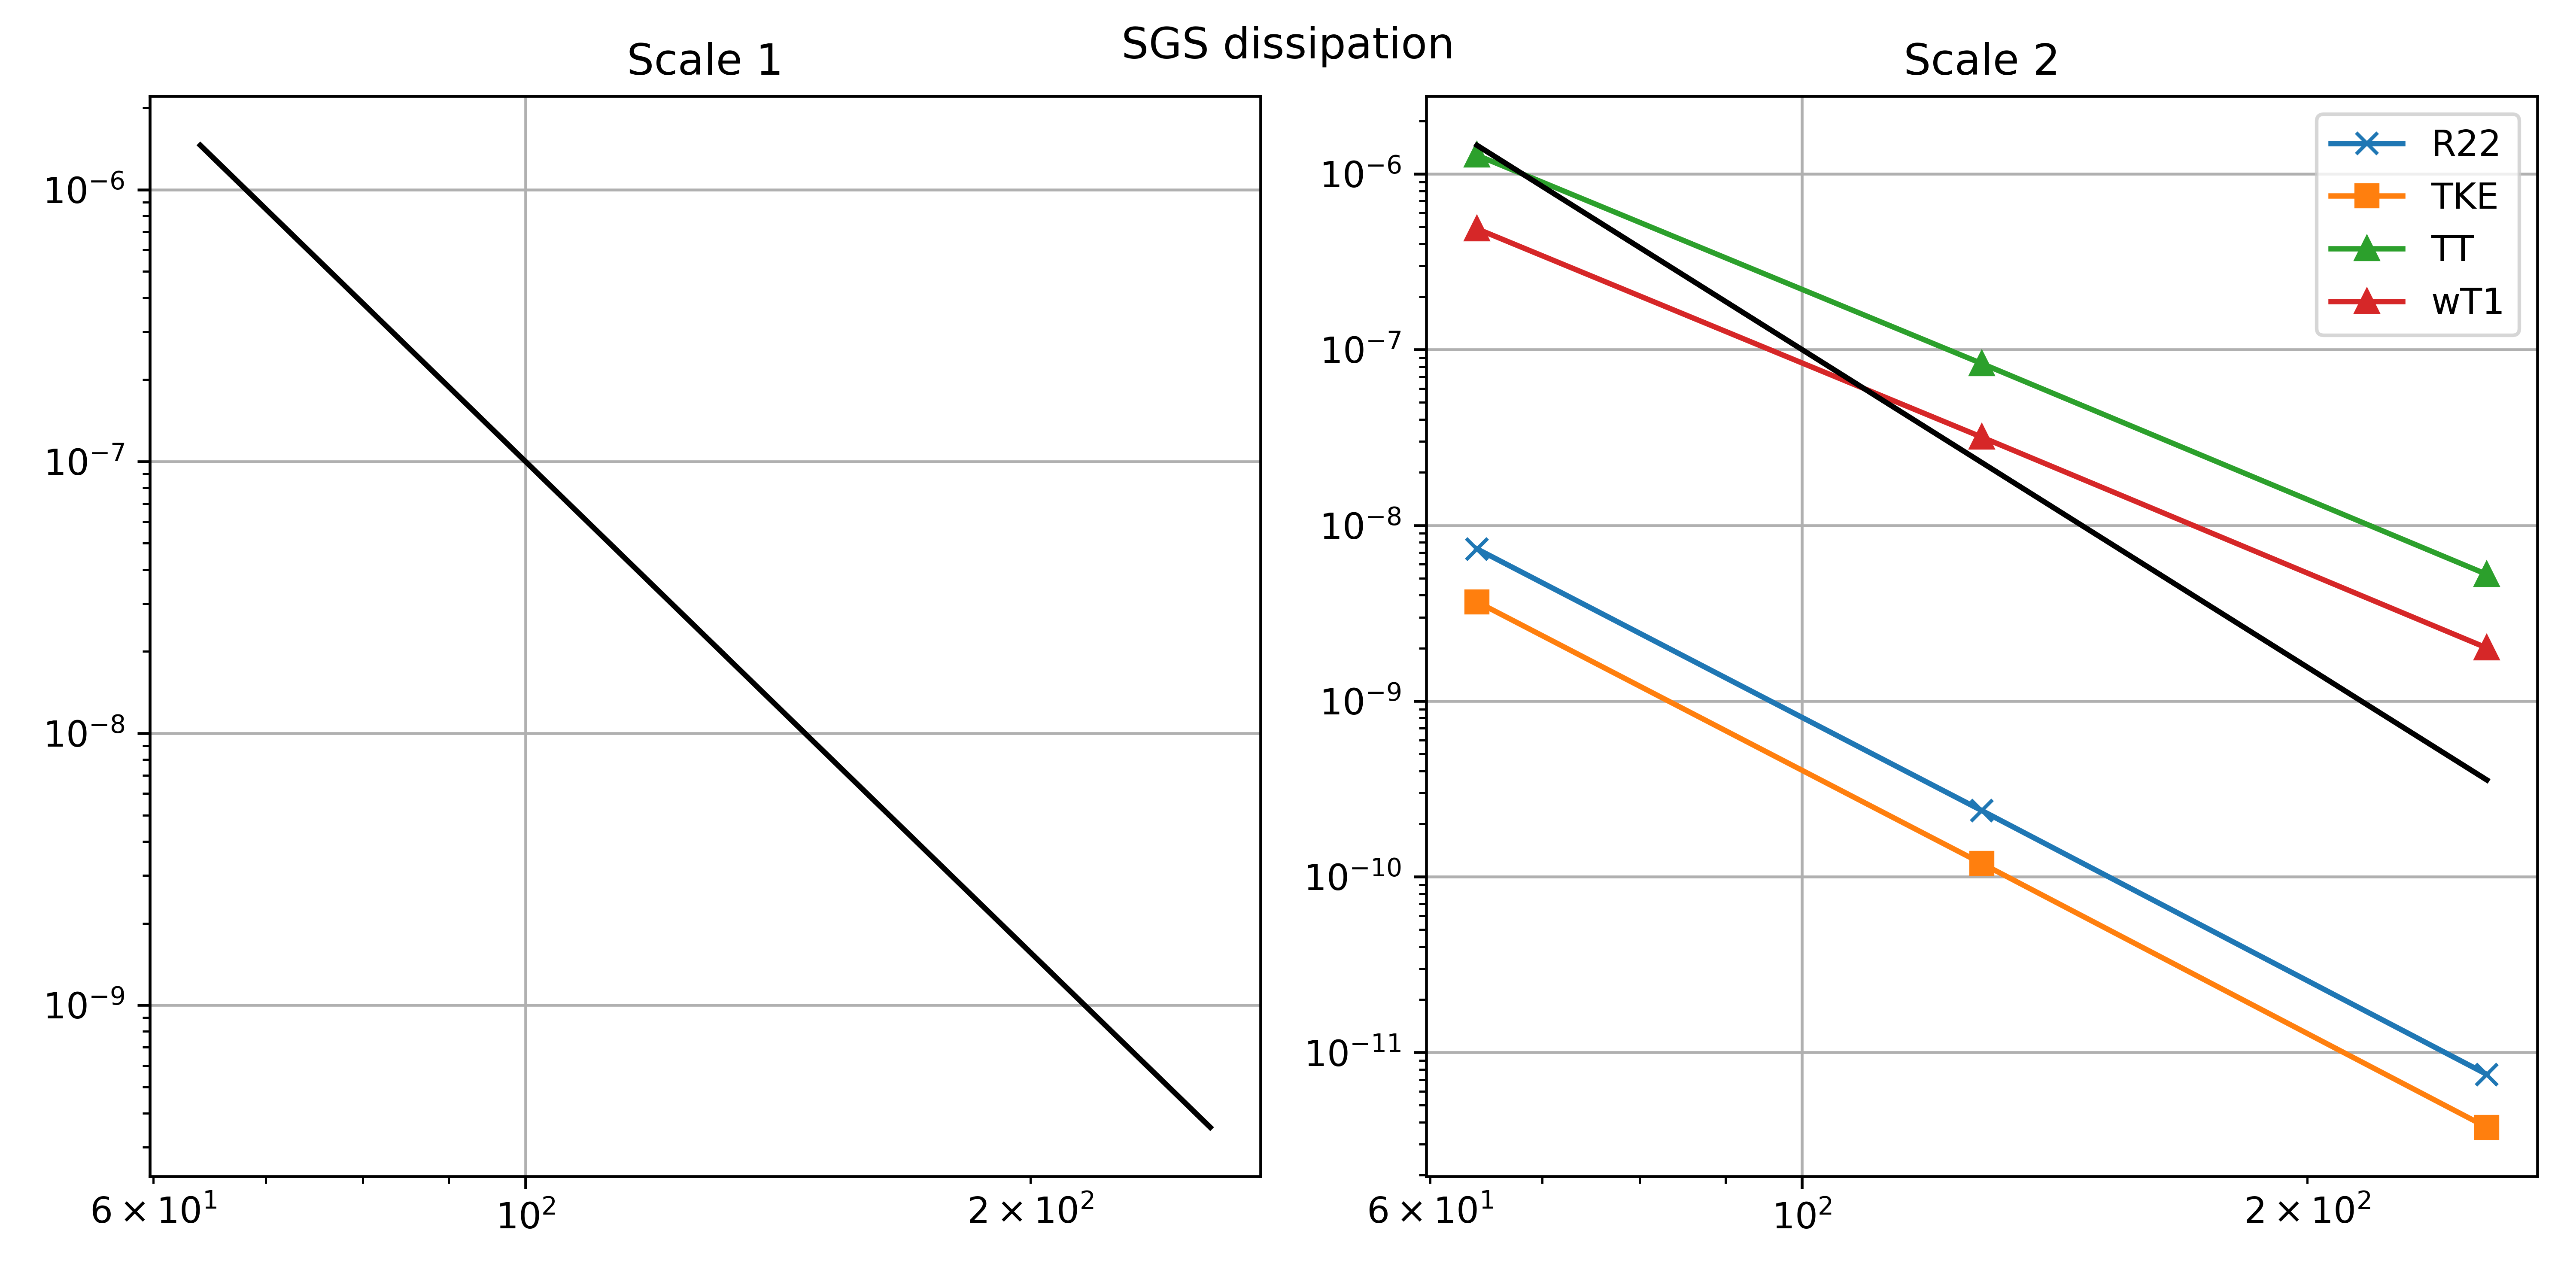 SGS dissipation
Scale 1
10⁻⁶
10⁻⁷
10⁻⁸
10⁻⁹
6 × 10¹
10²
2 × 10²
Scale 2
10⁻⁶
10⁻⁷
10⁻⁸
10⁻⁹
10⁻¹⁰
10⁻¹¹
6 × 10¹
10²
2 × 10²
R22
TKE
TT
wT1